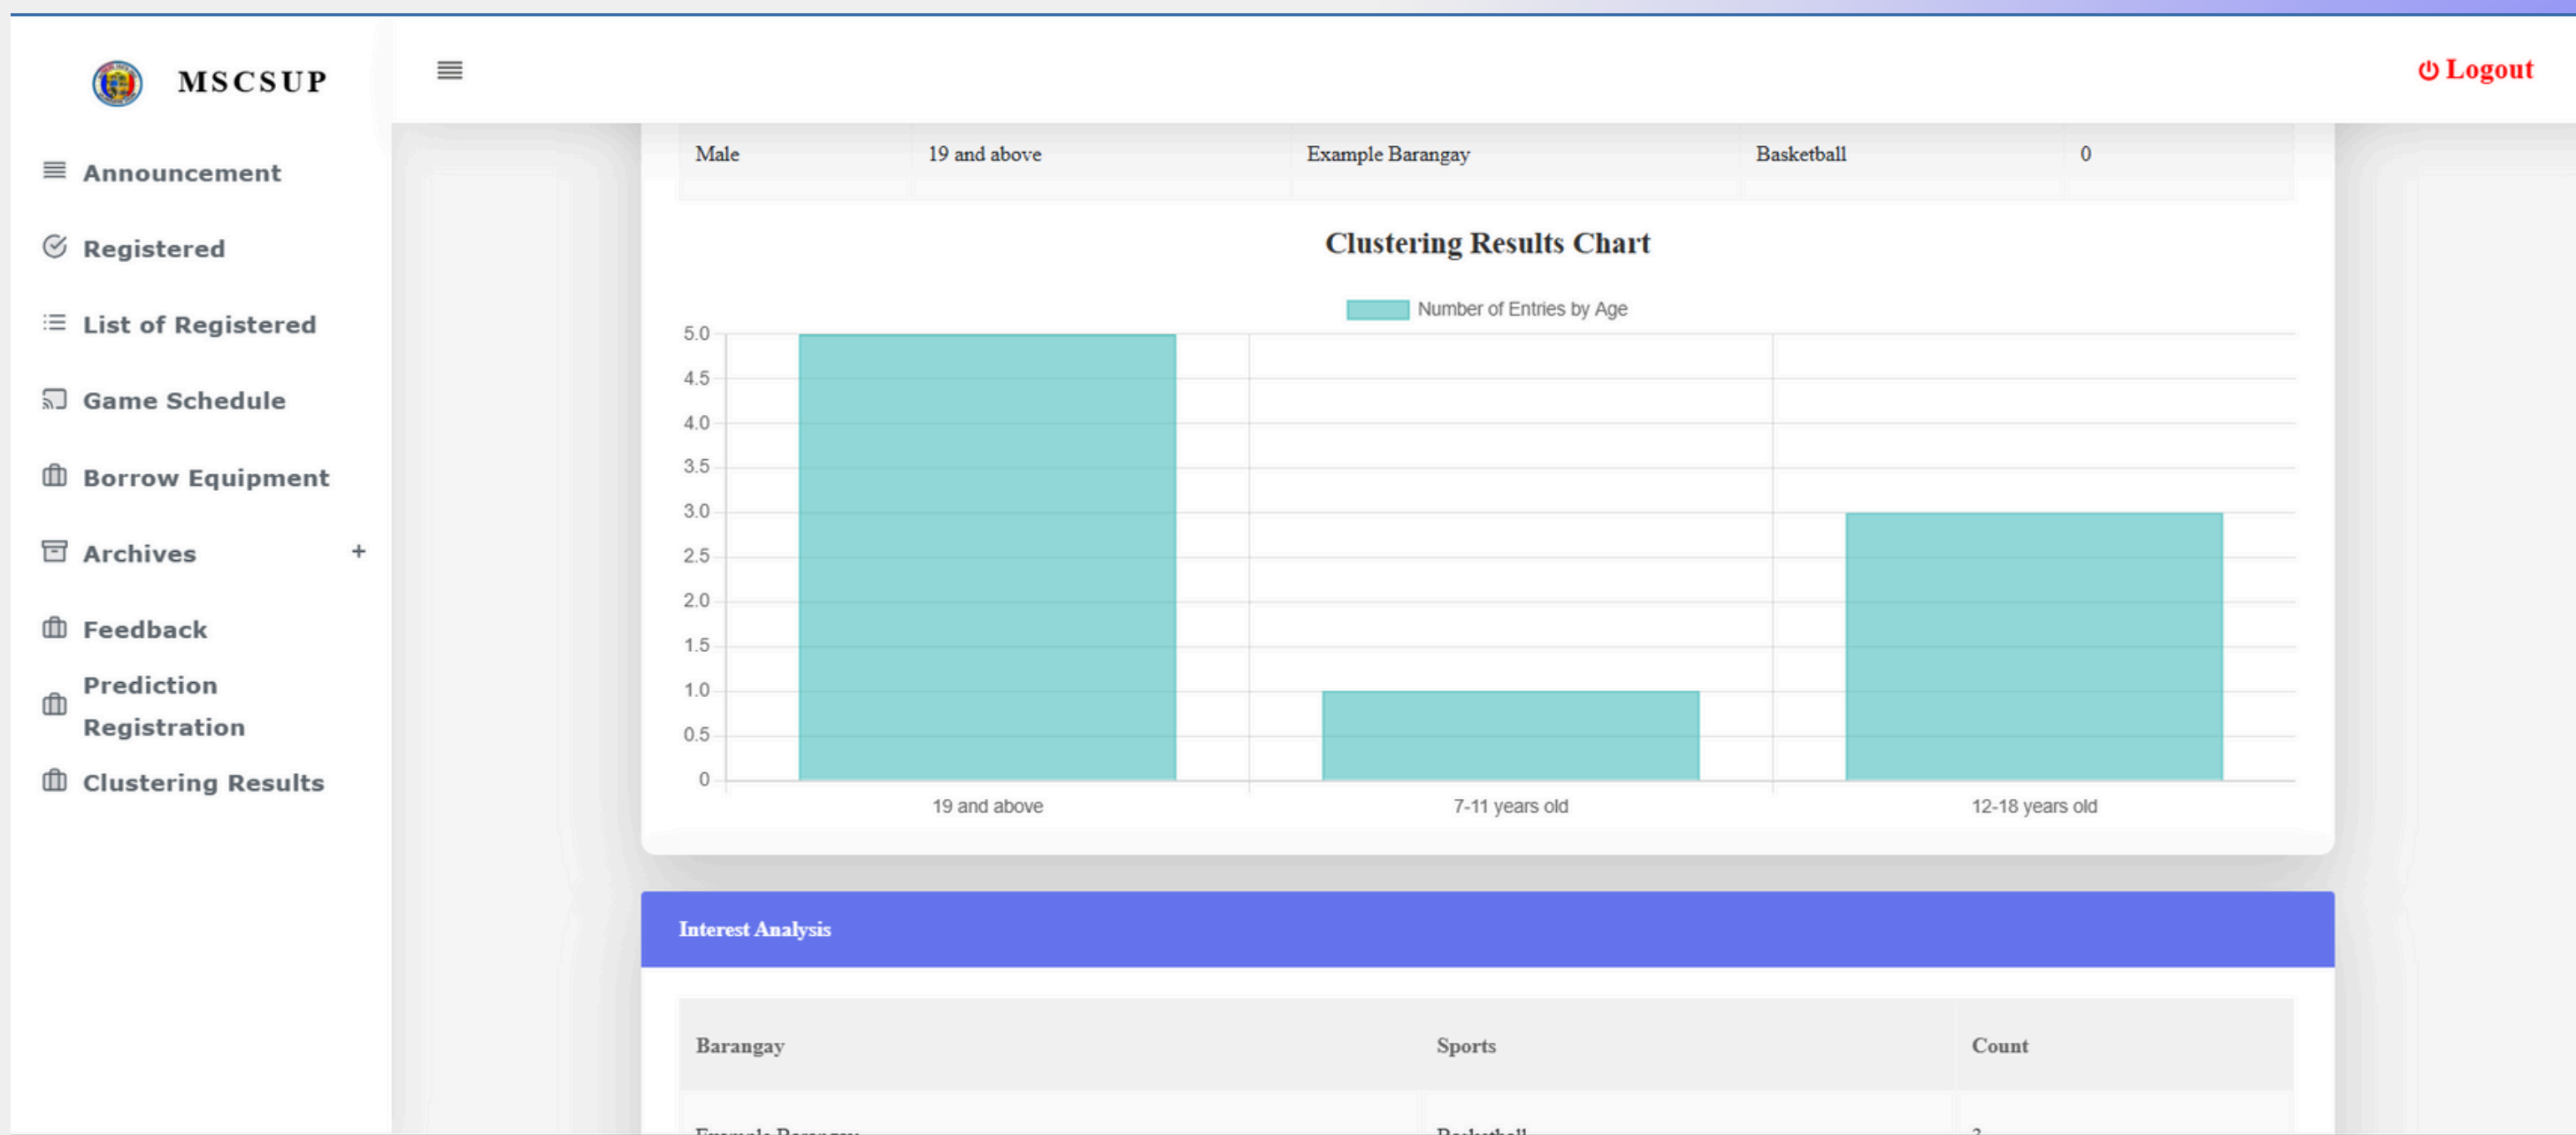 MSCSUP
Logout
Announcement
Registered
List of Registered
Game Schedule
Borrow Equipment
Archives +
Feedback
Prediction
Registration
Clustering Results
Male 19 and above Example Barangay Basketball 0
Clustering Results Chart
Number of Entries by Age
5.0
4.5
4.0
3.5
3.0
2.5
2.0
1.5
1.0
0.5
0
19 and above 7-11 years old 12-18 years old
Interest Analysis
Barangay Sports Count
Example Barangay Basketball